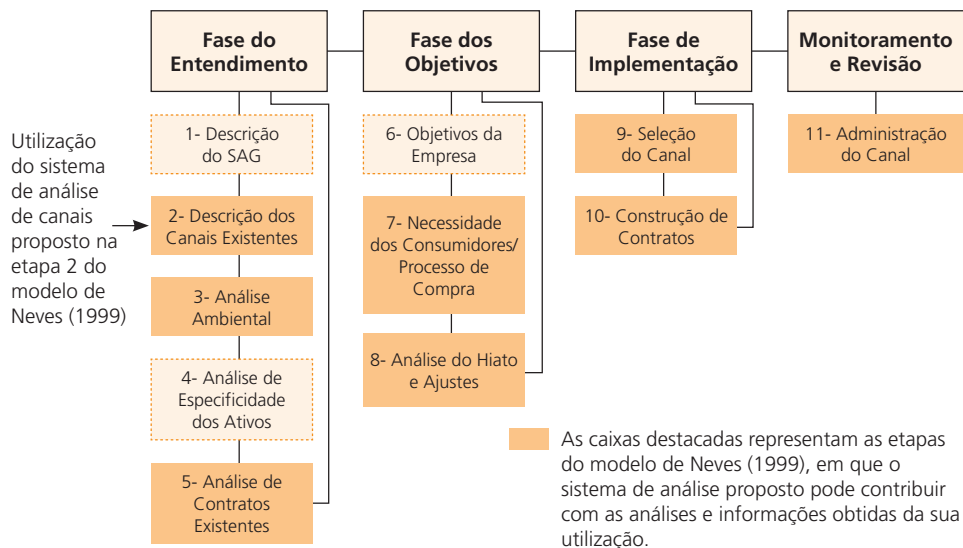 Fase do
Entendimento
Fase dos
Objetivos
Fase de
Implementação
Monitoramento
e Revisão
Utilização
do sistema
de análise
de canais
proposto na
etapa 2 do
modelo de
Neves (1999)
1- Descrição
do SAG
2- Descrição dos
Canais Existentes
3- Análise
Ambiental
4- Análise de
Especificidade
dos Ativos
5- Análise de
Contratos
Existentes
6- Objetivos da
Empresa
7- Necessidade
dos Consumidores/
Processo de
Compra
8- Análise do Hiato
e Ajustes
9- Seleção
do Canal
10- Construção de
Contratos
11- Administração
do Canal
As caixas destacadas representam as etapas
do modelo de Neves (1999), em que o
sistema de análise proposto pode contribuir
com as análises e informações obtidas da sua
utilização.